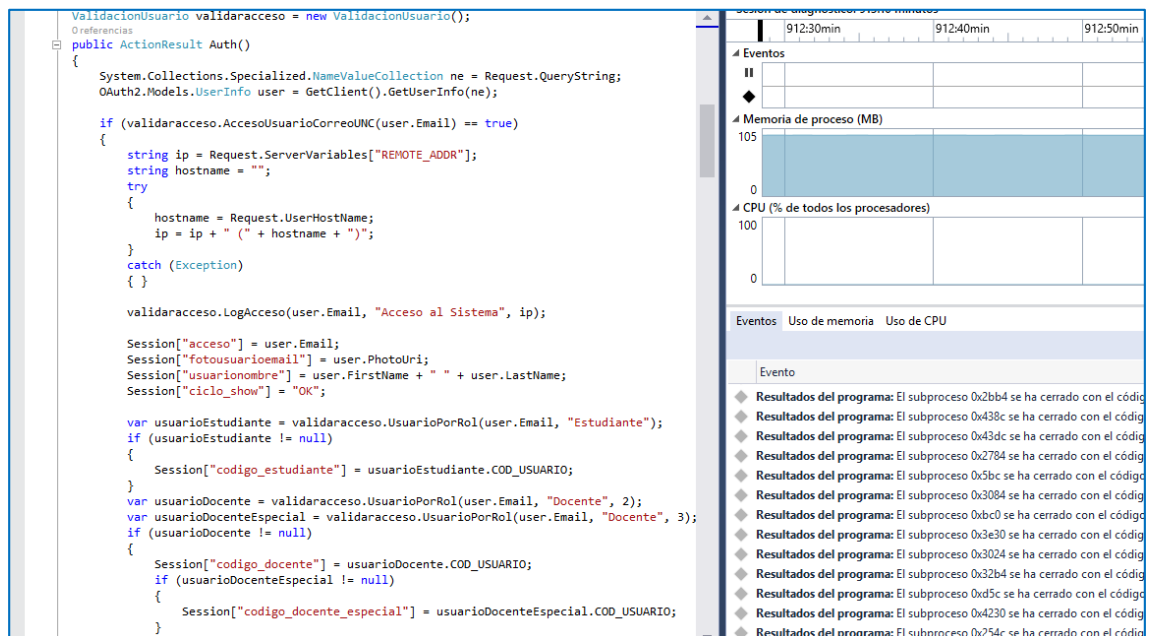 ValidacionUsuario validaracceso = new ValidacionUsuario();
0 referencias
public ActionResult Auth()
{
System.Collections.Specialized.NameValueCollection ne = Request.QueryString;
OAuth2.Models.UserInfo user = GetClient().GetUserInfo(ne);
if (validaracceso.AccesoUsuarioCorreoUNC(user.Email) == true)
{
string ip = Request.ServerVariables["REMOTE_ADDR"];
string hostname = "";
try
{
hostname = Request.UserHostName;
ip = ip + " (" + hostname + ")";
}
catch (Exception)
{ }
validaracceso.LogAcceso(user.Email, "Acceso al Sistema", ip);
Session["acceso"] = user.Email;
Session["fotousuarioemail"] = user.PhotoUri;
Session["usuarionombre"] = user.FirstName + " " + user.LastName;
Session["ciclo_show"] = "OK";
var usuarioEstudiante = validaracceso.UsuarioPorRol(user.Email, "Estudiante");
if (usuarioEstudiante != null)
{
Session["codigo_estudiante"] = usuarioEstudiante.COD_USUARIO;
}
var usuarioDocente = validaracceso.UsuarioPorRol(user.Email, "Docente", 2);
var usuarioDocenteEspecial = validaracceso.UsuarioPorRol(user.Email, "Docente", 3);
if (usuarioDocente != null)
{
Session["codigo_docente"] = usuarioDocente.COD_USUARIO;
if (usuarioDocenteEspecial != null)
{
Session["codigo_docente_especial"] = usuarioDocenteEspecial.COD_USUARIO;
}
912:30min 912:40min 912:50min
Eventos
Memoria de proceso (MB)
105
0
CPU (% de todos los procesadores)
100
0
Eventos Uso de memoria Uso de CPU
Evento
Resultados del programa: El subproceso 0x2bb4 se ha cerrado con el códig
Resultados del programa: El subproceso 0x438c se ha cerrado con el códig
Resultados del programa: El subproceso 0x43dc se ha cerrado con el códig
Resultados del programa: El subproceso 0x2784 se ha cerrado con el códig
Resultados del programa: El subproceso 0x5bc se ha cerrado con el código
Resultados del programa: El subproceso 0x3084 se ha cerrado con el códig
Resultados del programa: El subproceso 0xbc0 se ha cerrado con el código
Resultados del programa: El subproceso 0x3e30 se ha cerrado con el códig
Resultados del programa: El subproceso 0x3024 se ha cerrado con el códig
Resultados del programa: El subproceso 0x32b4 se ha cerrado con el códig
Resultados del programa: El subproceso 0xd5c se ha cerrado con el código
Resultados del programa: El subproceso 0x4230 se ha cerrado con el códig
Resultados del programa: El subproceso 0x254c se ha cerrado con el códig